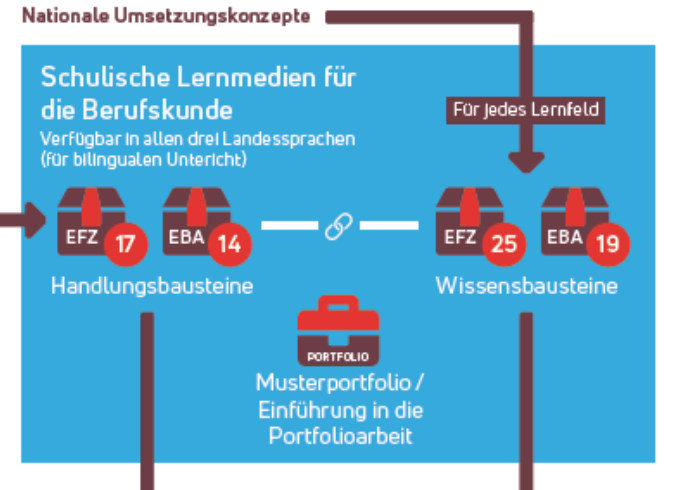 Nationale Umsetzungskonzepte
Schulische Lernmedien für
die Berufskunde
Verfügbar in allen drei Landessprachen
(für bilingualen Unterricht)
Für jedes Lernfeld
EFZ 17
EBA 14
EFZ 25
EBA 19
Handlungsbausteine
Wissensbausteine
PORTFOLIO
Musterportfolio /
Einführung in die
Portfolioarbeit